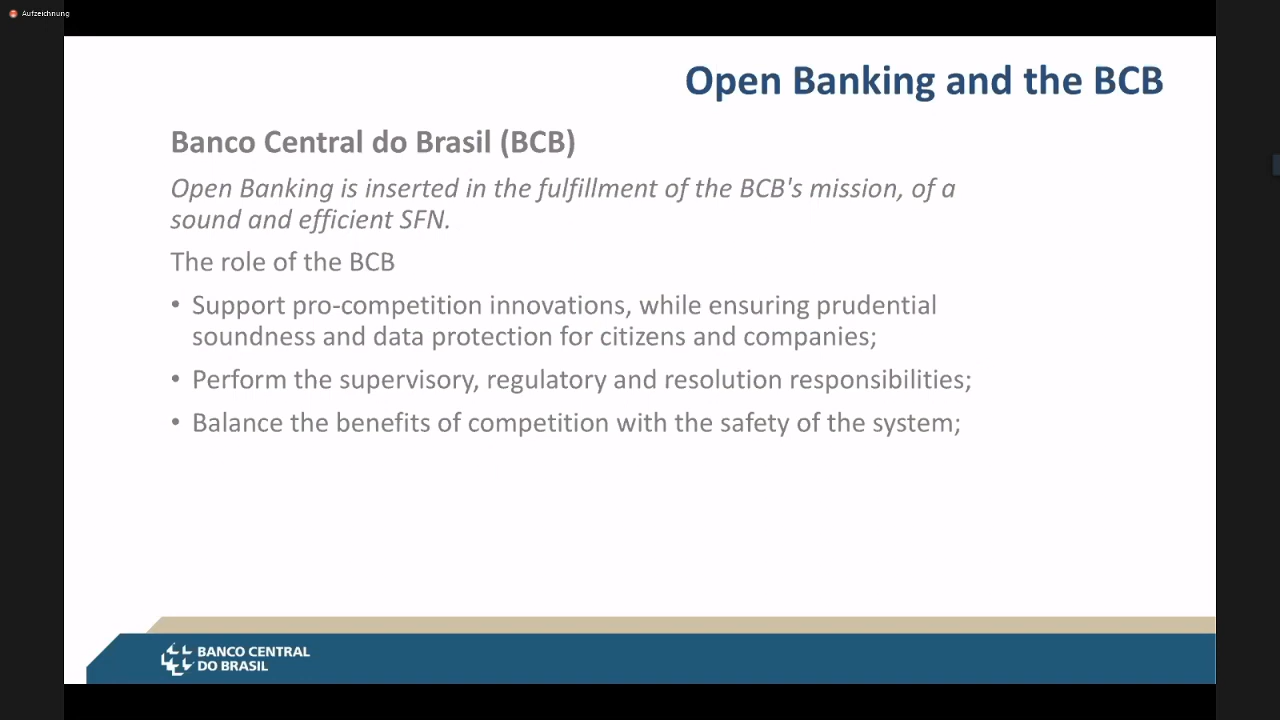 Aufzeichnung
Open Banking and the BCB
Banco Central do Brasil (BCB)
Open Banking is inserted in the fulfillment of the BCB's mission, of a
sound and efficient SFN.
The role of the BCB
• Support pro-competition innovations, while ensuring prudential
soundness and data protection for citizens and companies;
• Perform the supervisory, regulatory and resolution responsibilities;
• Balance the benefits of competition with the safety of the system;
BANCO CENTRAL
DO BRASIL